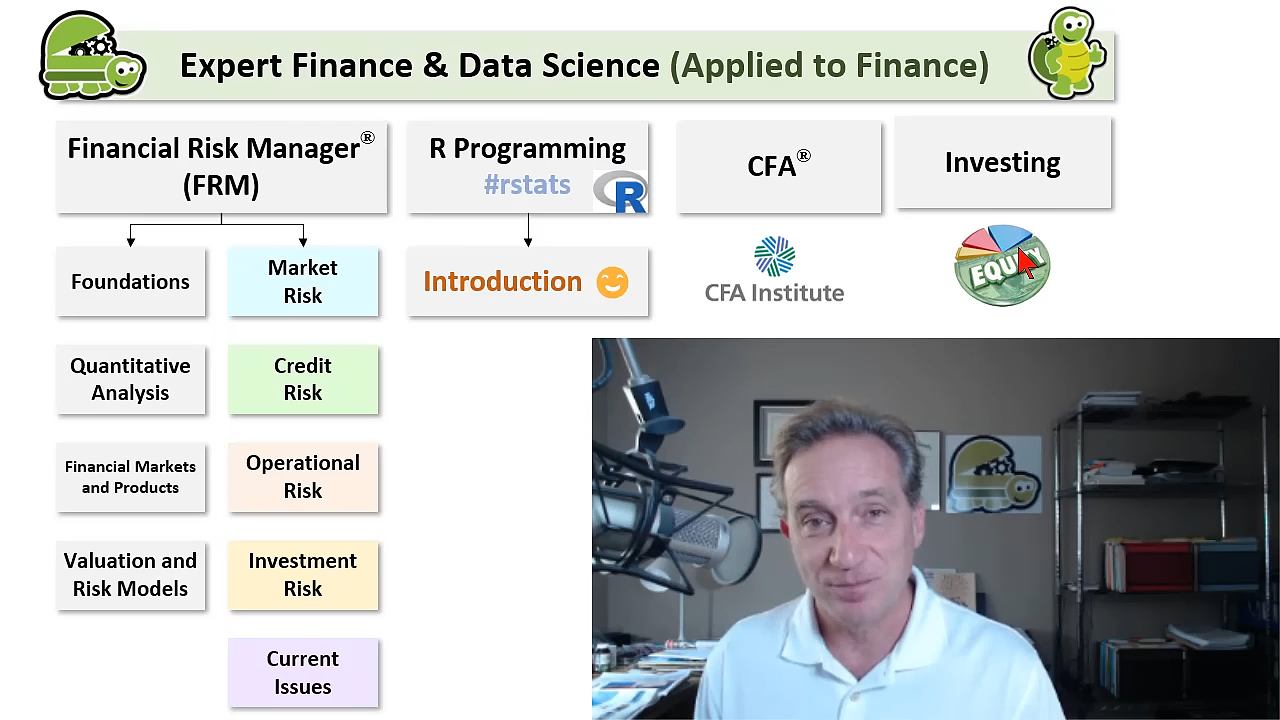 Expert Finance & Data Science (Applied to Finance)
Financial Risk Manager®
(FRM)
R Programming
#rstats
R
CFA®
Investing
Foundations
Market
Risk
Introduction
CFA Institute
EQUITY
Quantitative
Analysis
Credit
Risk
Financial Markets
and Products
Operational
Risk
Valuation and
Risk Models
Investment
Risk
Current
Issues